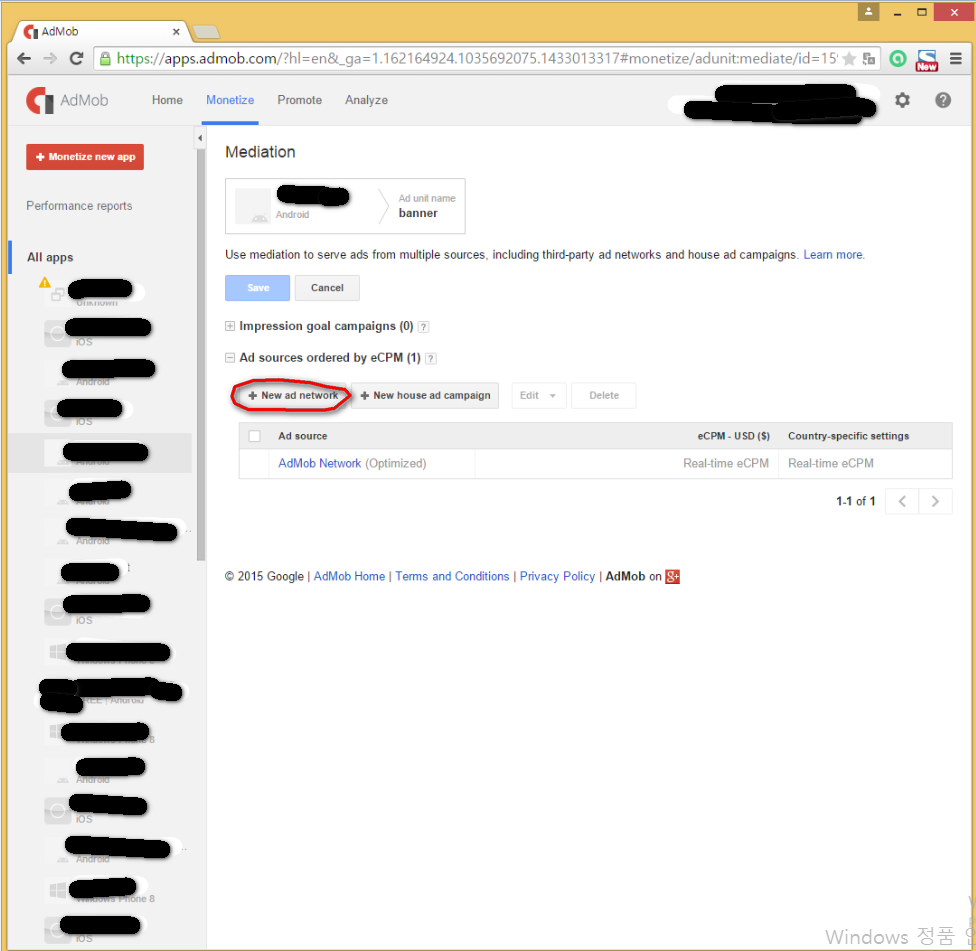 AdMob
https://apps.admob.com/?hl=en&_ga=1.162164924.1035692075.1433013317#monetize/adunit:mediate/id=15
New
AdMob
Home Monetize Promote Analyze
+ Monetize new app
Performance reports
All apps
Unknown
iOS
Android
iOS
Android
Android
Android
Android
iOS
Windows Phone 8
FREE | Android
Windows Phone 8
Android
iOS
Android
Windows Phone 8
iOS
Mediation
Android
Ad unit name
banner
Use mediation to serve ads from multiple sources, including third-party ad networks and house ad campaigns. Learn more.
Save Cancel
Impression goal campaigns (0) ?
Ad sources ordered by eCPM (1) ?
+ New ad network + New house ad campaign Edit Delete
Ad source eCPM - USD ($) Country-specific settings
AdMob Network (Optimized) Real-time eCPM Real-time eCPM
1-1 of 1
© 2015 Google | AdMob Home | Terms and Conditions | Privacy Policy | AdMob on g+
Windows 정품